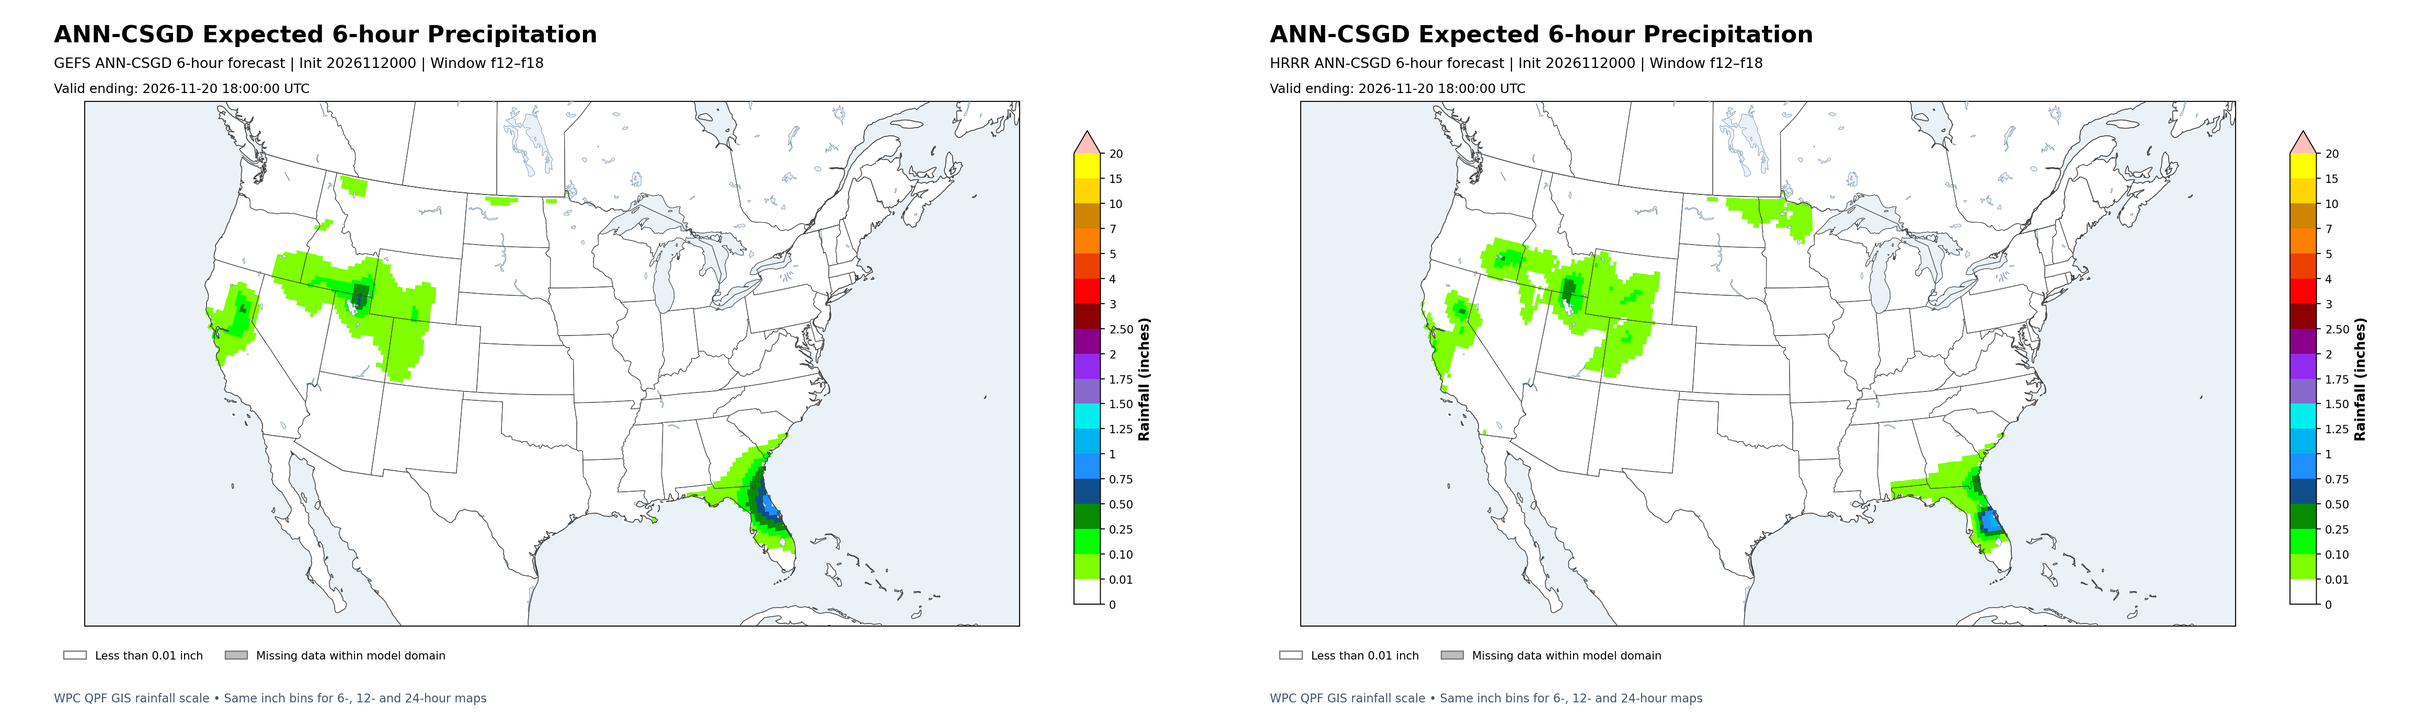 ANN-CSGD Expected 6-hour Precipitation
GEFS ANN-CSGD 6-hour forecast | Init 2026112000 | Window f12–f18
Valid ending: 2026-11-20 18:00:00 UTC
20
15
10
7
5
4
3
2.50
2
1.75
1.50
1.25
1
0.75
0.50
0.25
0.10
0.01
0
Rainfall (inches)
Less than 0.01 inch
Missing data within model domain
WPC QPF GIS rainfall scale • Same inch bins for 6-, 12- and 24-hour maps
ANN-CSGD Expected 6-hour Precipitation
HRRR ANN-CSGD 6-hour forecast | Init 2026112000 | Window f12–f18
Valid ending: 2026-11-20 18:00:00 UTC
20
15
10
7
5
4
3
2.50
2
1.75
1.50
1.25
1
0.75
0.50
0.25
0.10
0.01
0
Rainfall (inches)
Less than 0.01 inch
Missing data within model domain
WPC QPF GIS rainfall scale • Same inch bins for 6-, 12- and 24-hour maps